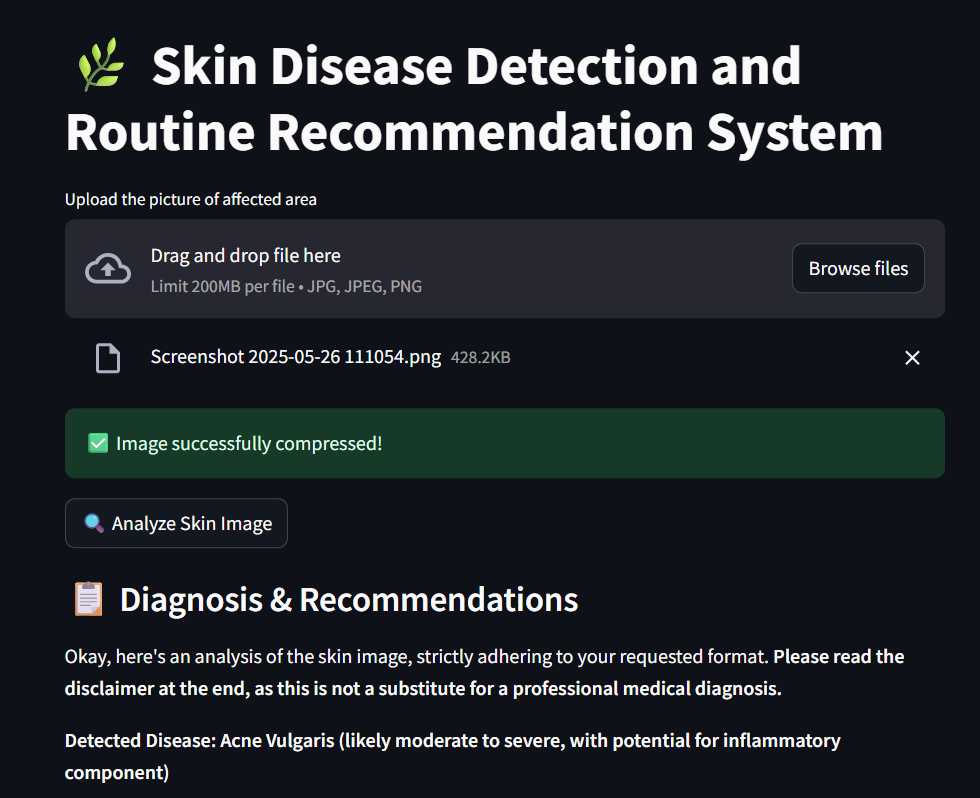 🌿 Skin Disease Detection and
Routine Recommendation System
Upload the picture of affected area
Drag and drop file here
Limit 200MB per file • JPG, JPEG, PNG
Browse files
Screenshot 2025-05-26 111054.png 428.2KB
✅ Image successfully compressed!
🔍 Analyze Skin Image
📋 Diagnosis & Recommendations
Okay, here's an analysis of the skin image, strictly adhering to your requested format. Please read the
disclaimer at the end, as this is not a substitute for a professional medical diagnosis.
Detected Disease: Acne Vulgaris (likely moderate to severe, with potential for inflammatory
component)